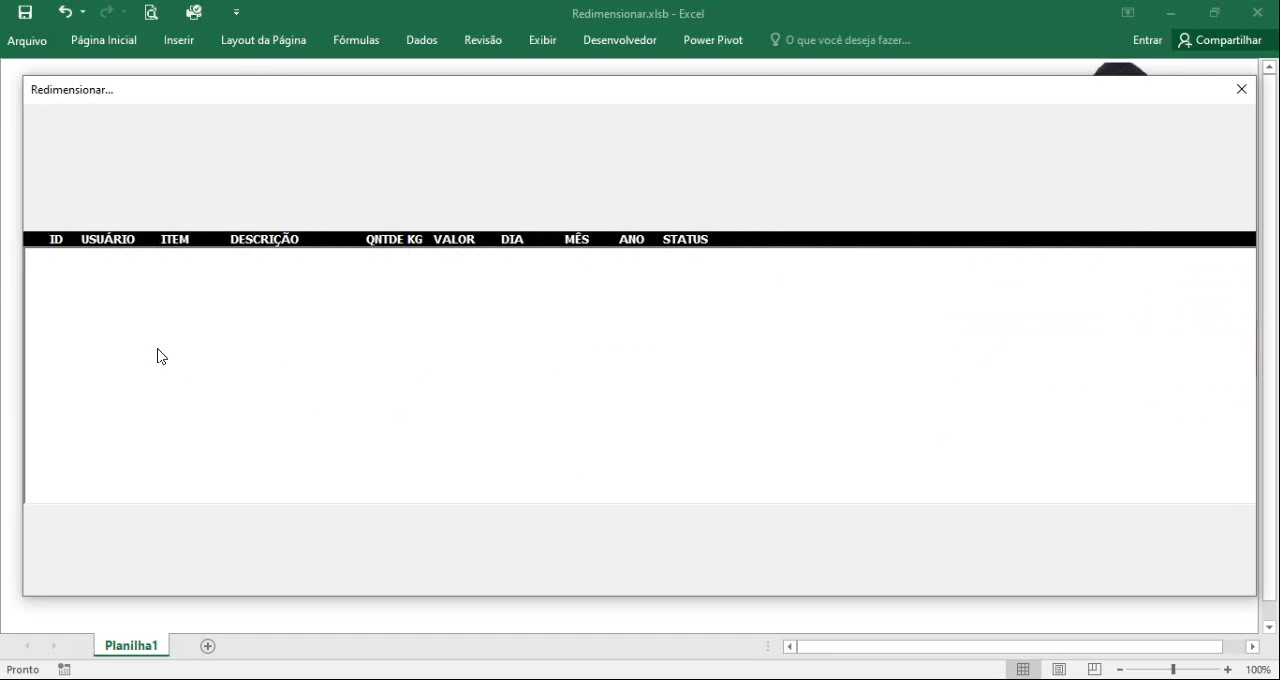 Redimensionar.xlsb - Excel
Arquivo Página Inicial Inserir Layout da Página Fórmulas Dados Revisão Exibir Desenvolvedor Power Pivot O que você deseja fazer... Entrar Compartilhar
Redimensionar...
ID USUÁRIO ITEM DESCRIÇÃO QNTDE KG VALOR DIA MÊS ANO STATUS
Planilha1
Pronto 100%